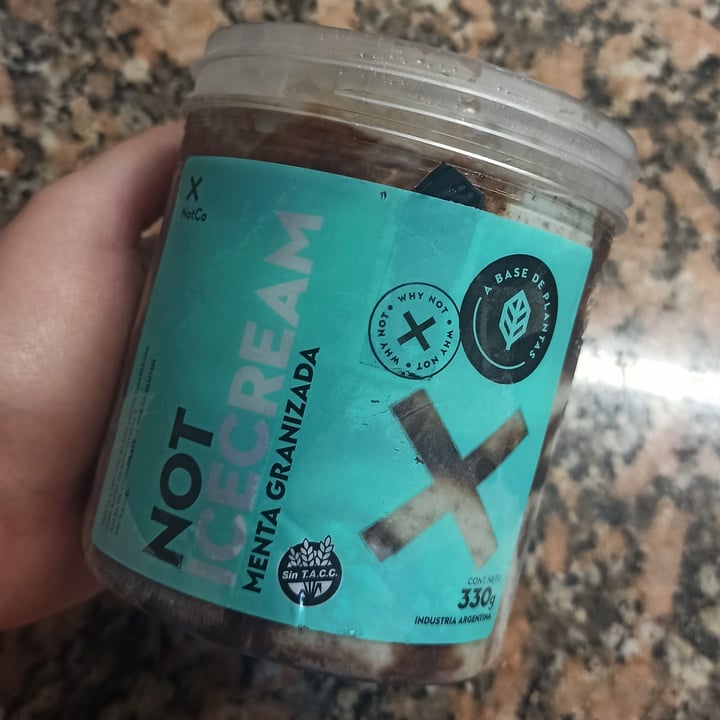 NotCo
NOT
ICECREAM
MENTA GRANIZADA
WHY NOT • WHY NOT • WHY NOT •
A BASE DE PLANTAS
Sin T.A.C.C.
CONT NETO
330g
INDUSTRIA ARGENTINA
GLUTEN